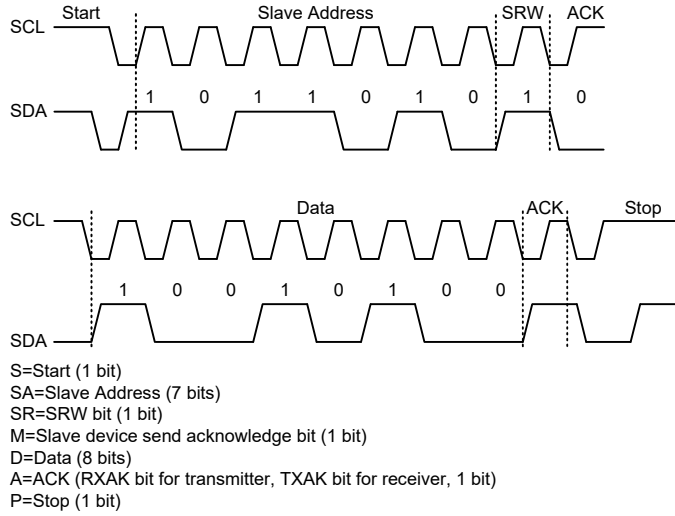 Start Slave Address SRW ACK
SCL
1 0 1 1 0 1 0 1 0
SDA
Data ACK Stop
SCL
1 0 0 1 0 1 0 0
SDA
S=Start (1 bit)
SA=Slave Address (7 bits)
SR=SRW bit (1 bit)
M=Slave device send acknowledge bit (1 bit)
D=Data (8 bits)
A=ACK (RXAK bit for transmitter, TXAK bit for receiver, 1 bit)
P=Stop (1 bit)